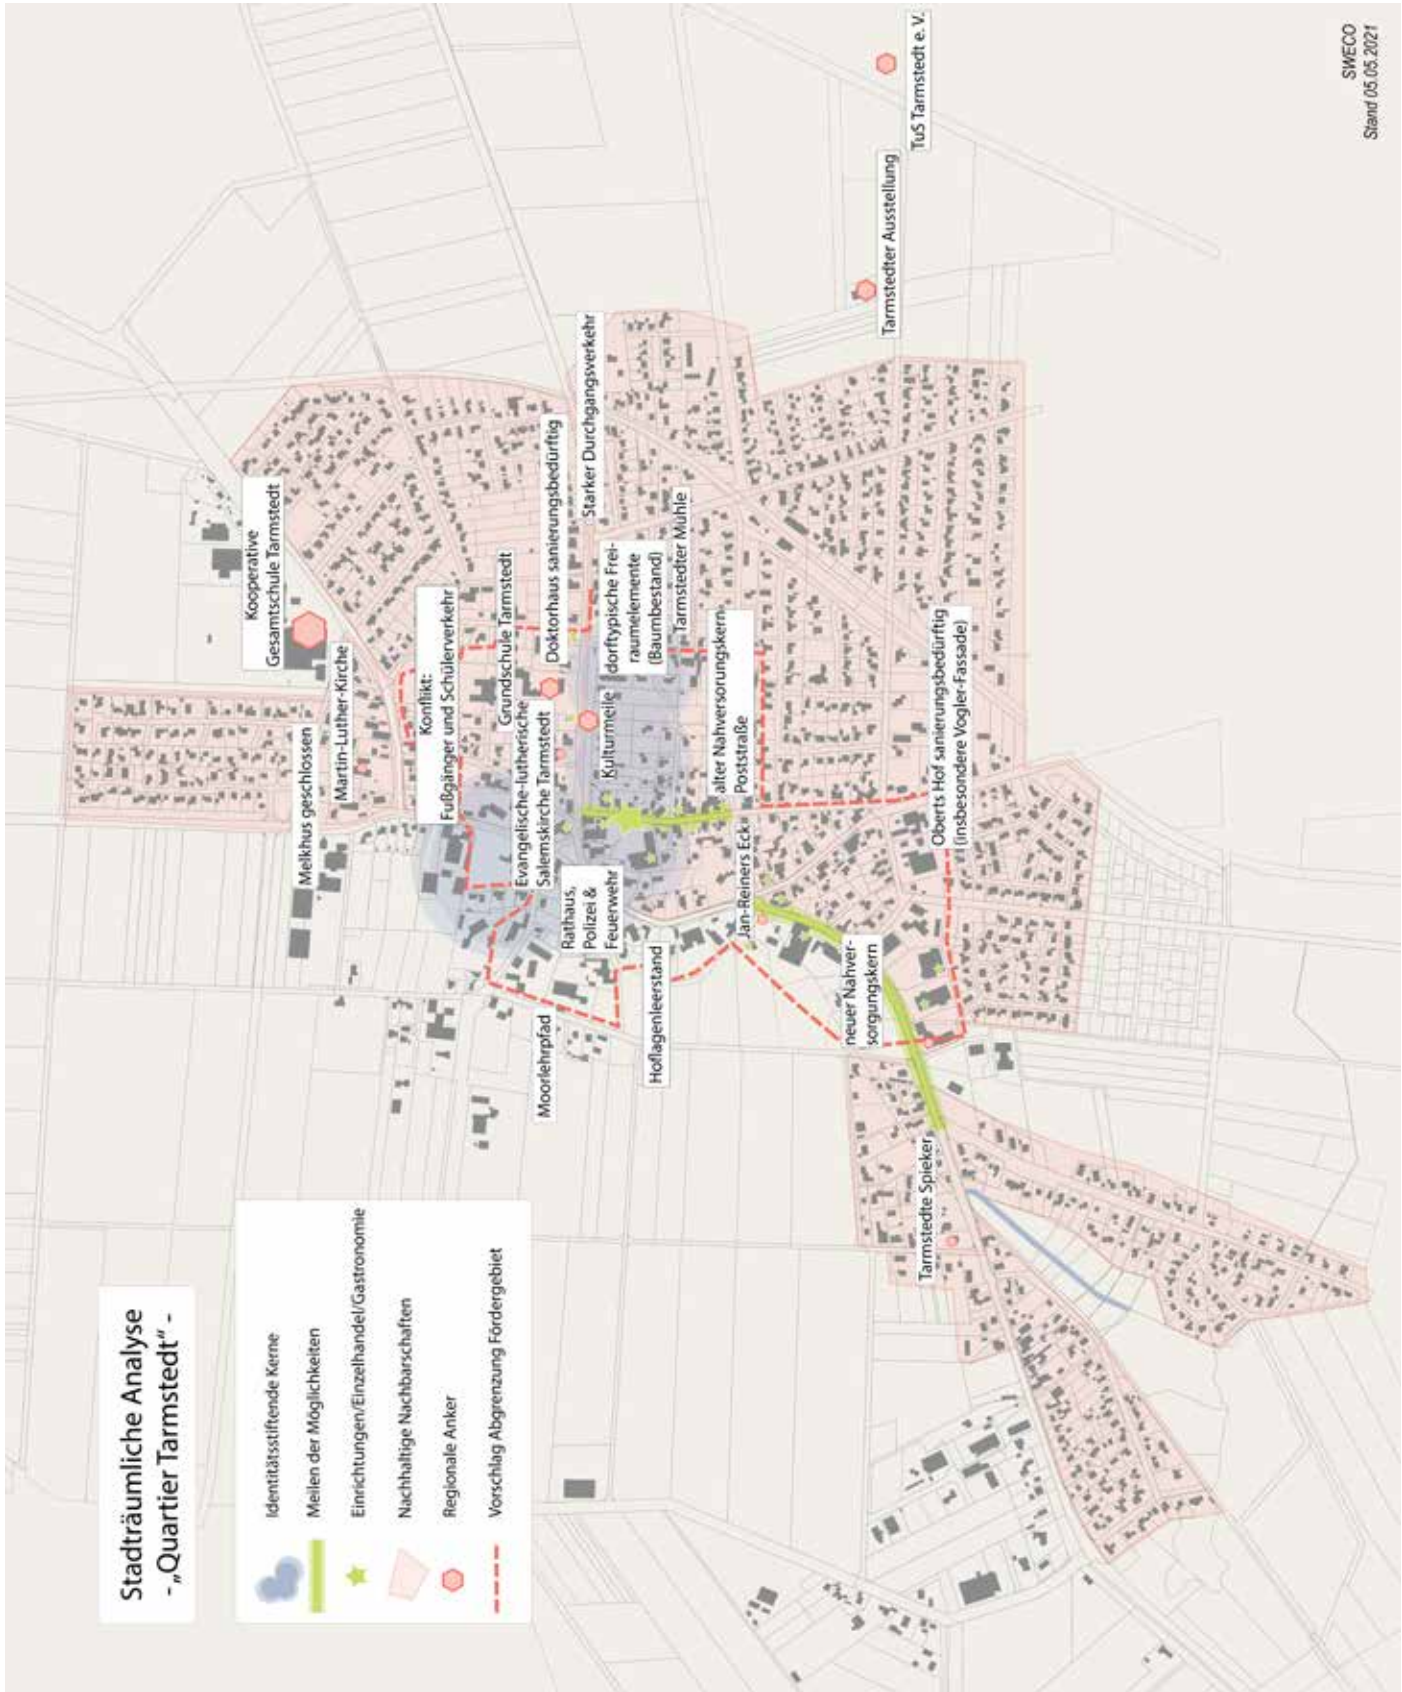 Stadträumliche Analyse
-„Quartier Tarmstedt“ -
Identitätsstiftende Kerne
Meilen der Möglichkeiten
Einrichtungen/Einzelhandel/Gastronomie
Nachhaltige Nachbarschaften
Regionale Anker
Vorschlag Abgrenzung Fördergebiet
Kooperative
Gesamtschule Tarmstedt
Melkhus geschlossen
Martin-Luther-Kirche
Konflikt:
Fußgänger und Schülerverkehr
Grundschule Tarmstedt
Evangelische-lutherische
Salemskirche Tarmstedt
Doktorhaus sanierungsbedürftig
Starker Durchgangsverkehr
Moorlehrpfad
Rathaus,
Polizei &
Feuerwehr
Kulturmeile
dorftypische Frei-
raumelemente
(Baumbestand)
Tarmstedter Mühle
Hoflagenleerstand
alter Nahversorungskern
Poststraße
Jan-Reiners Eck
neuer Nahver-
sorgungskern
Oberts Hof sanierungsbedürftig
(insbesondere Vogler-Fassade)
Tarmstedte Spieker
Tarmstedter Ausstellung
TuS Tarmstedt e. V.
SWECO
Stand 05.05.2021